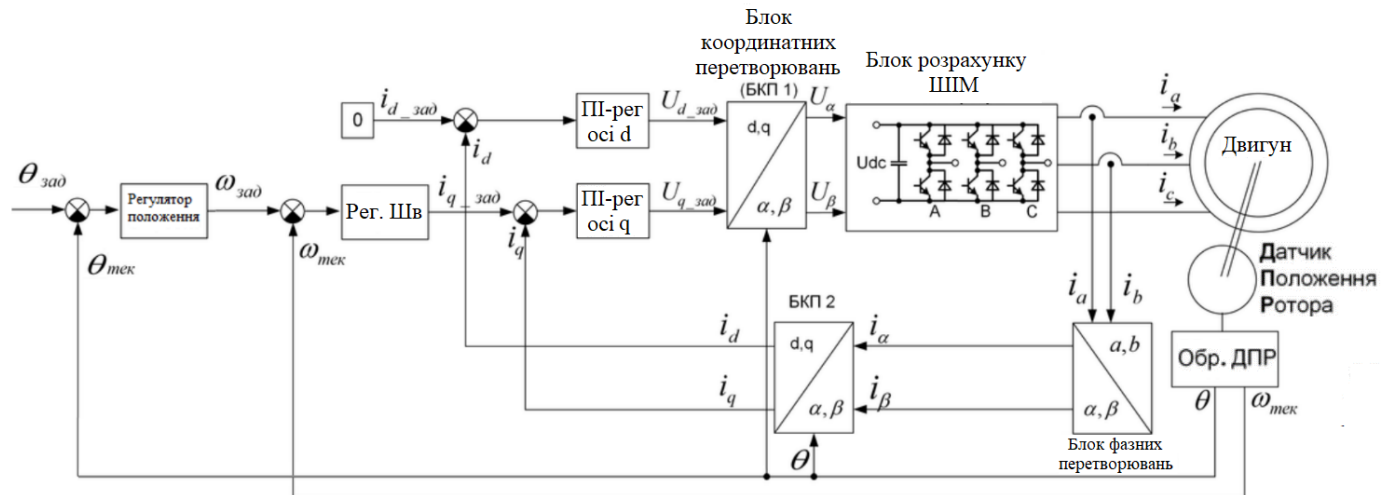 Блок
координатних
перетворювань
(БКП 1)
Блок розрахунку
ШІМ
0
i_d_зад
i_d
ПІ-рег
осі d
U_d_зад
d,q
α,β
U_α
U_β
Udc
A B C
i_a
i_b
i_c
Двигун
θ_зад
Регулятор
положення
ω_зад
θ_тек
ω_тек
Рег. Шв
i_q_зад
i_q
ПІ-рег
осі q
U_q_зад
Датчик
Положення
Ротора
i_a
i_b
БКП 2
i_d
i_q
d,q
α,β
i_α
i_β
θ
a,b
α,β
Блок фазних
перетворювань
Обр. ДПР
θ
ω_тек